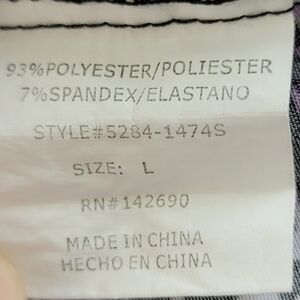 93%POLYESTER/POLIESTER
7%SPANDEX/ELASTANO
STYLE#5284-1474S
SIZE: L
RN#142690
MADE IN CHINA
HECHO EN CHINA